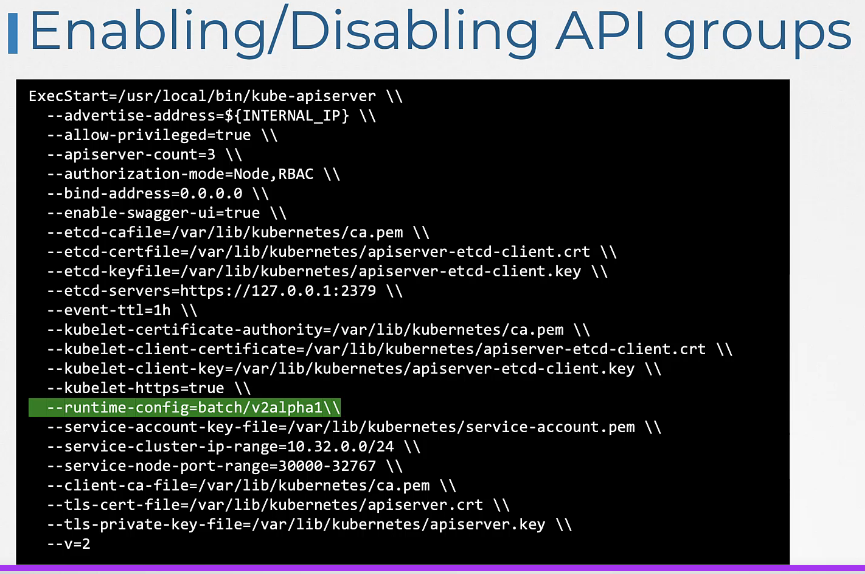 Enabling/Disabling API groups
ExecStart=/usr/local/bin/kube-apiserver \\
--advertise-address=${INTERNAL_IP} \\
--allow-privileged=true \\
--apiserver-count=3 \\
--authorization-mode=Node,RBAC \\
--bind-address=0.0.0.0 \\
--enable-swagger-ui=true \\
--etcd-cafile=/var/lib/kubernetes/ca.pem \\
--etcd-certfile=/var/lib/kubernetes/apiserver-etcd-client.crt \\
--etcd-keyfile=/var/lib/kubernetes/apiserver-etcd-client.key \\
--etcd-servers=https://127.0.0.1:2379 \\
--event-ttl=1h \\
--kubelet-certificate-authority=/var/lib/kubernetes/ca.pem \\
--kubelet-client-certificate=/var/lib/kubernetes/apiserver-etcd-client.crt \\
--kubelet-client-key=/var/lib/kubernetes/apiserver-etcd-client.key \\
--kubelet-https=true \\
--runtime-config=batch/v2alpha1\\
--service-account-key-file=/var/lib/kubernetes/service-account.pem \\
--service-cluster-ip-range=10.32.0.0/24 \\
--service-node-port-range=30000-32767 \\
--client-ca-file=/var/lib/kubernetes/ca.pem \\
--tls-cert-file=/var/lib/kubernetes/apiserver.crt \\
--tls-private-key-file=/var/lib/kubernetes/apiserver.key \\
--v=2